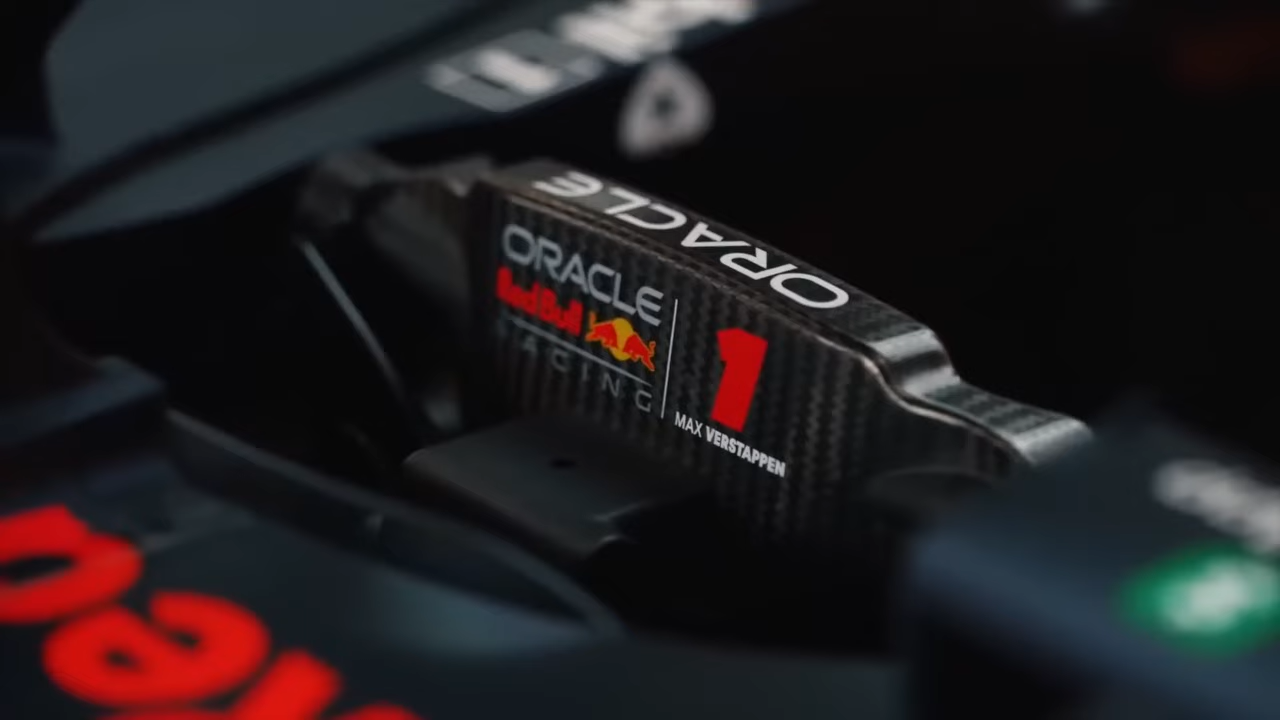 ORACLE
ORACLE
Red Bull
RACING
1
MAX VERSTAPPEN